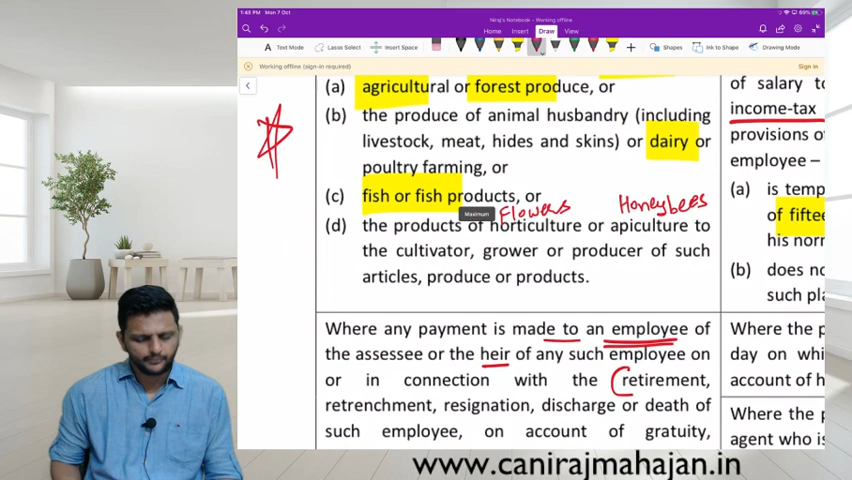 1:45 PM Mon 7 Oct
Niraj's Notebook - Working offline
69%
Home Insert Draw View
Text Mode
Lasso Select
Insert Space
Shapes
Ink to Shape
Drawing Mode
Working offline (sign-in required)
Sign in
(a) agricultural or forest produce, or
(b) the produce of animal husbandry (including
livestock, meat, hides and skins) or dairy or
poultry farming, or
(c) fish or fish products, or
Maximum
Flowers
Honeybees
(d) the products of horticulture or apiculture to
the cultivator, grower or producer of such
articles, produce or products.
Where any payment is made to an employee of
the assessee or the heir of any such employee on
or in connection with the (retirement,
retrenchment, resignation, discharge or death of
such employee, on account of gratuity,
of salary to
income-tax
provisions of
employee –
(a) is temp
of fiftee
his norm
(b) does no
such pla
Where the p
day on whi
account of h
Where the p
agent who is
www.canirajmahajan.in